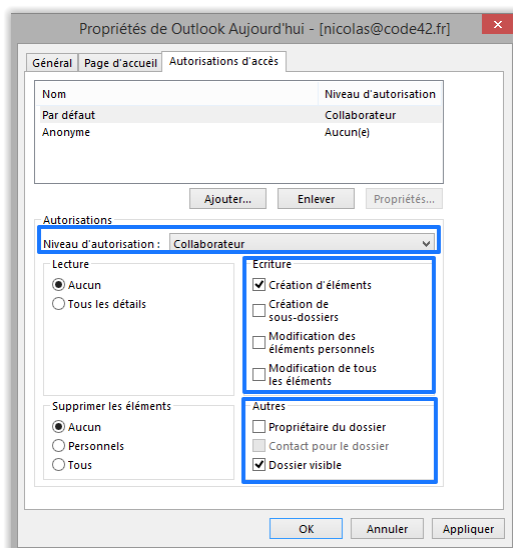 Propriétés de Outlook Aujourd'hui - [nicolas@code42.fr]
Général Page d'accueil Autorisations d'accès
Nom Niveau d'autorisation
Par défaut Collaborateur
Anonyme Aucun(e)
Ajouter... Enlever Propriétés...
Autorisations
Niveau d'autorisation : Collaborateur
Lecture
Aucun
Tous les détails
Ecriture
Création d'éléments
Création de
sous-dossiers
Modification des
éléments personnels
Modification de tous
les éléments
Supprimer les éléments
Aucun
Personnels
Tous
Autres
Propriétaire du dossier
Contact pour le dossier
Dossier visible
OK Annuler Appliquer